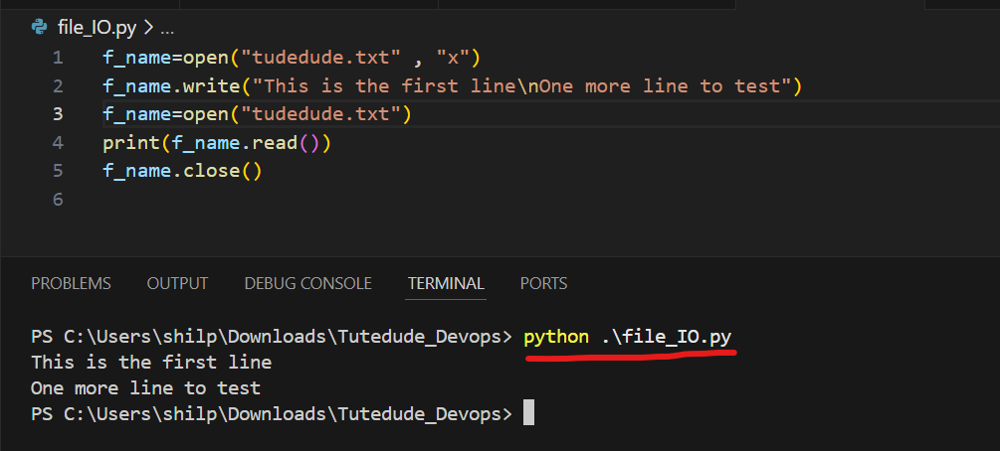 file_IO.py > ...
1 f_name=open("tudedude.txt" , "x")
2 f_name.write("This is the first line\nOne more line to test")
3 f_name=open("tudedude.txt")
4 print(f_name.read())
5 f_name.close()
6
PROBLEMS OUTPUT DEBUG CONSOLE TERMINAL PORTS
PS C:\Users\shilp\Downloads\Tutedude_Devops> python .\file_IO.py
This is the first line
One more line to test
PS C:\Users\shilp\Downloads\Tutedude_Devops>